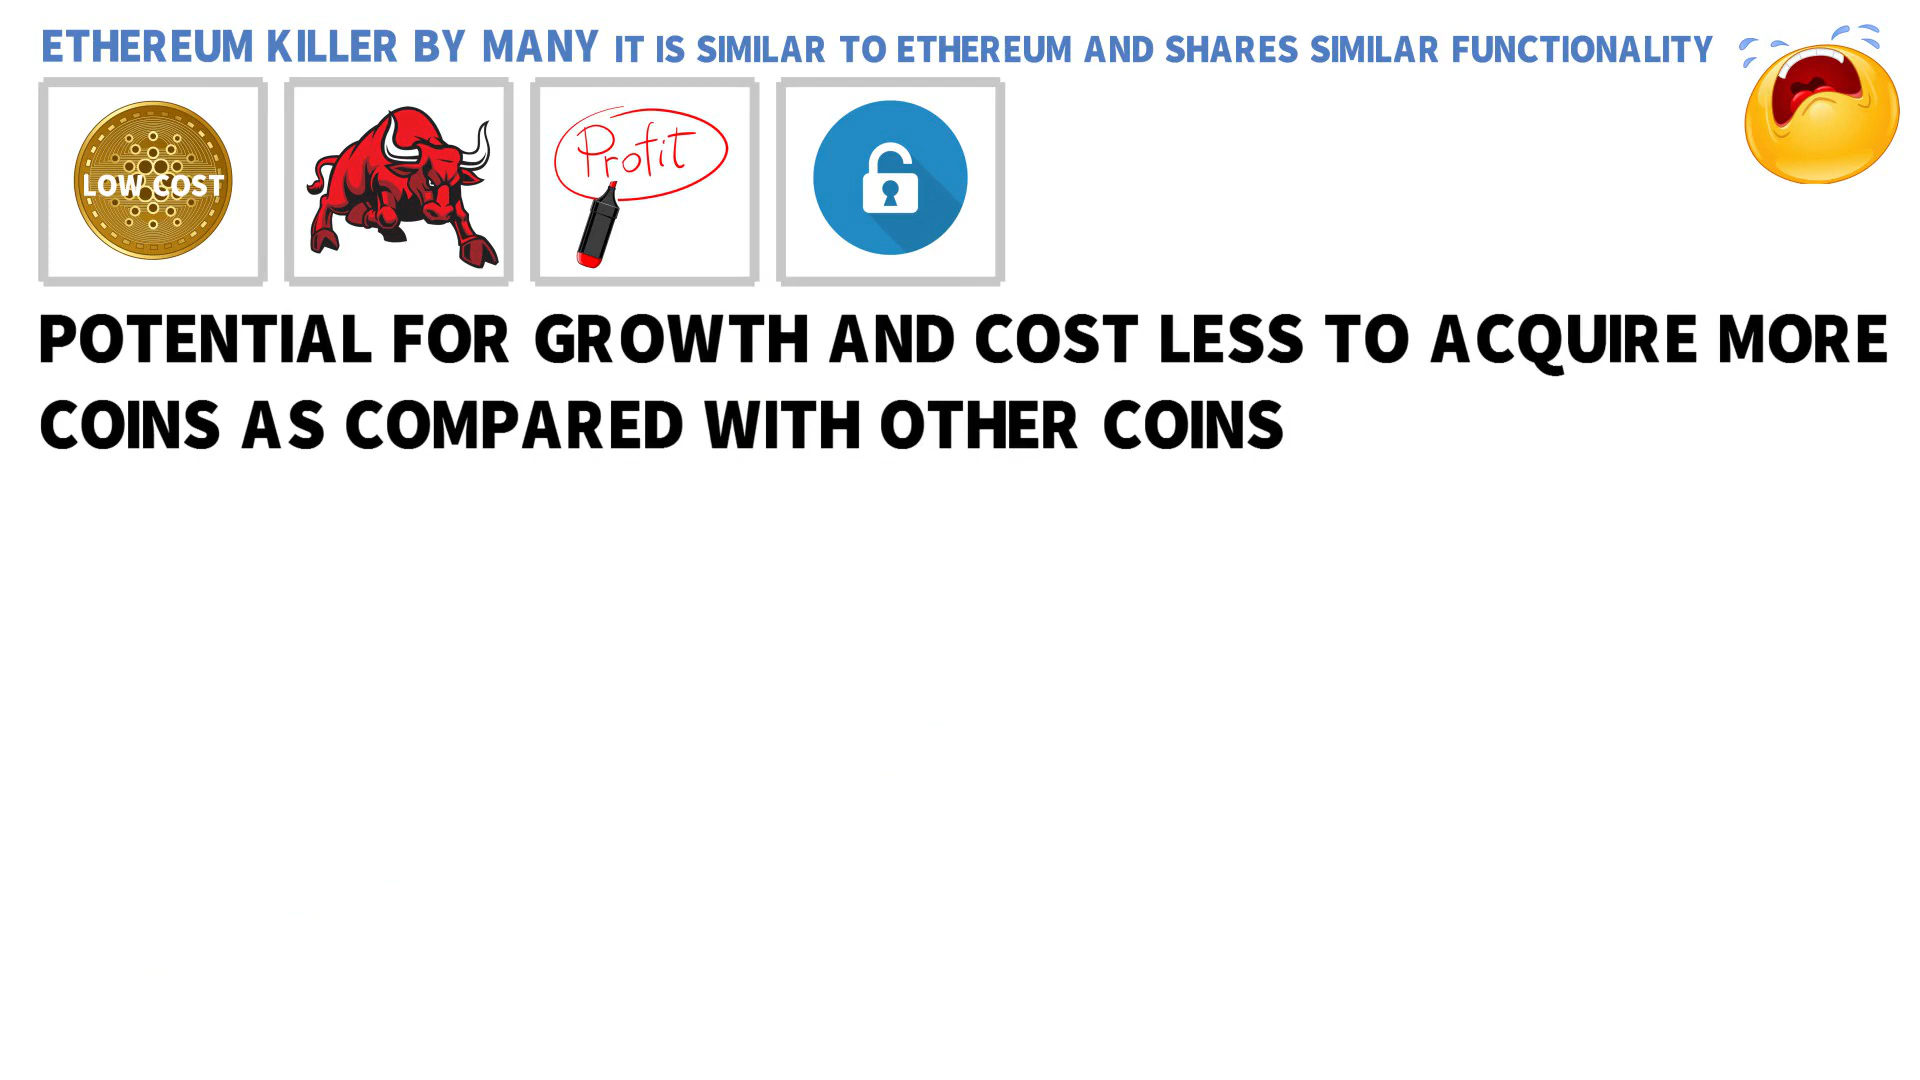 ETHEREUM KILLER BY MANY IT IS SIMILAR TO ETHEREUM AND SHARES SIMILAR FUNCTIONALITY
LOW COST
Profit
POTENTIAL FOR GROWTH AND COST LESS TO ACQUIRE MORE
COINS AS COMPARED WITH OTHER COINS